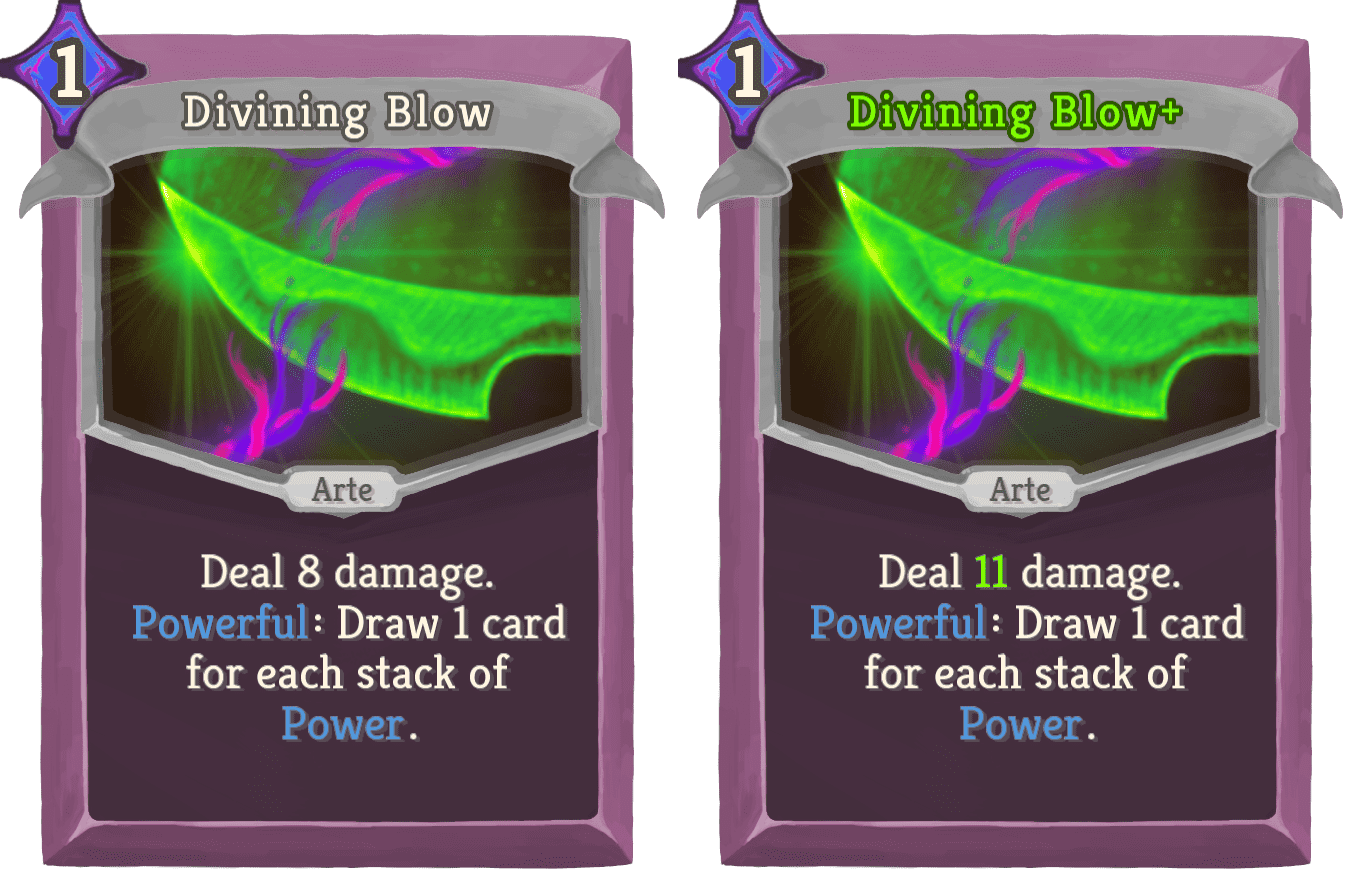 1
Divining Blow
Arte
Deal 8 damage.
Powerful: Draw 1 card
for each stack of
Power.
1
Divining Blow+
Arte
Deal 11 damage.
Powerful: Draw 1 card
for each stack of
Power.